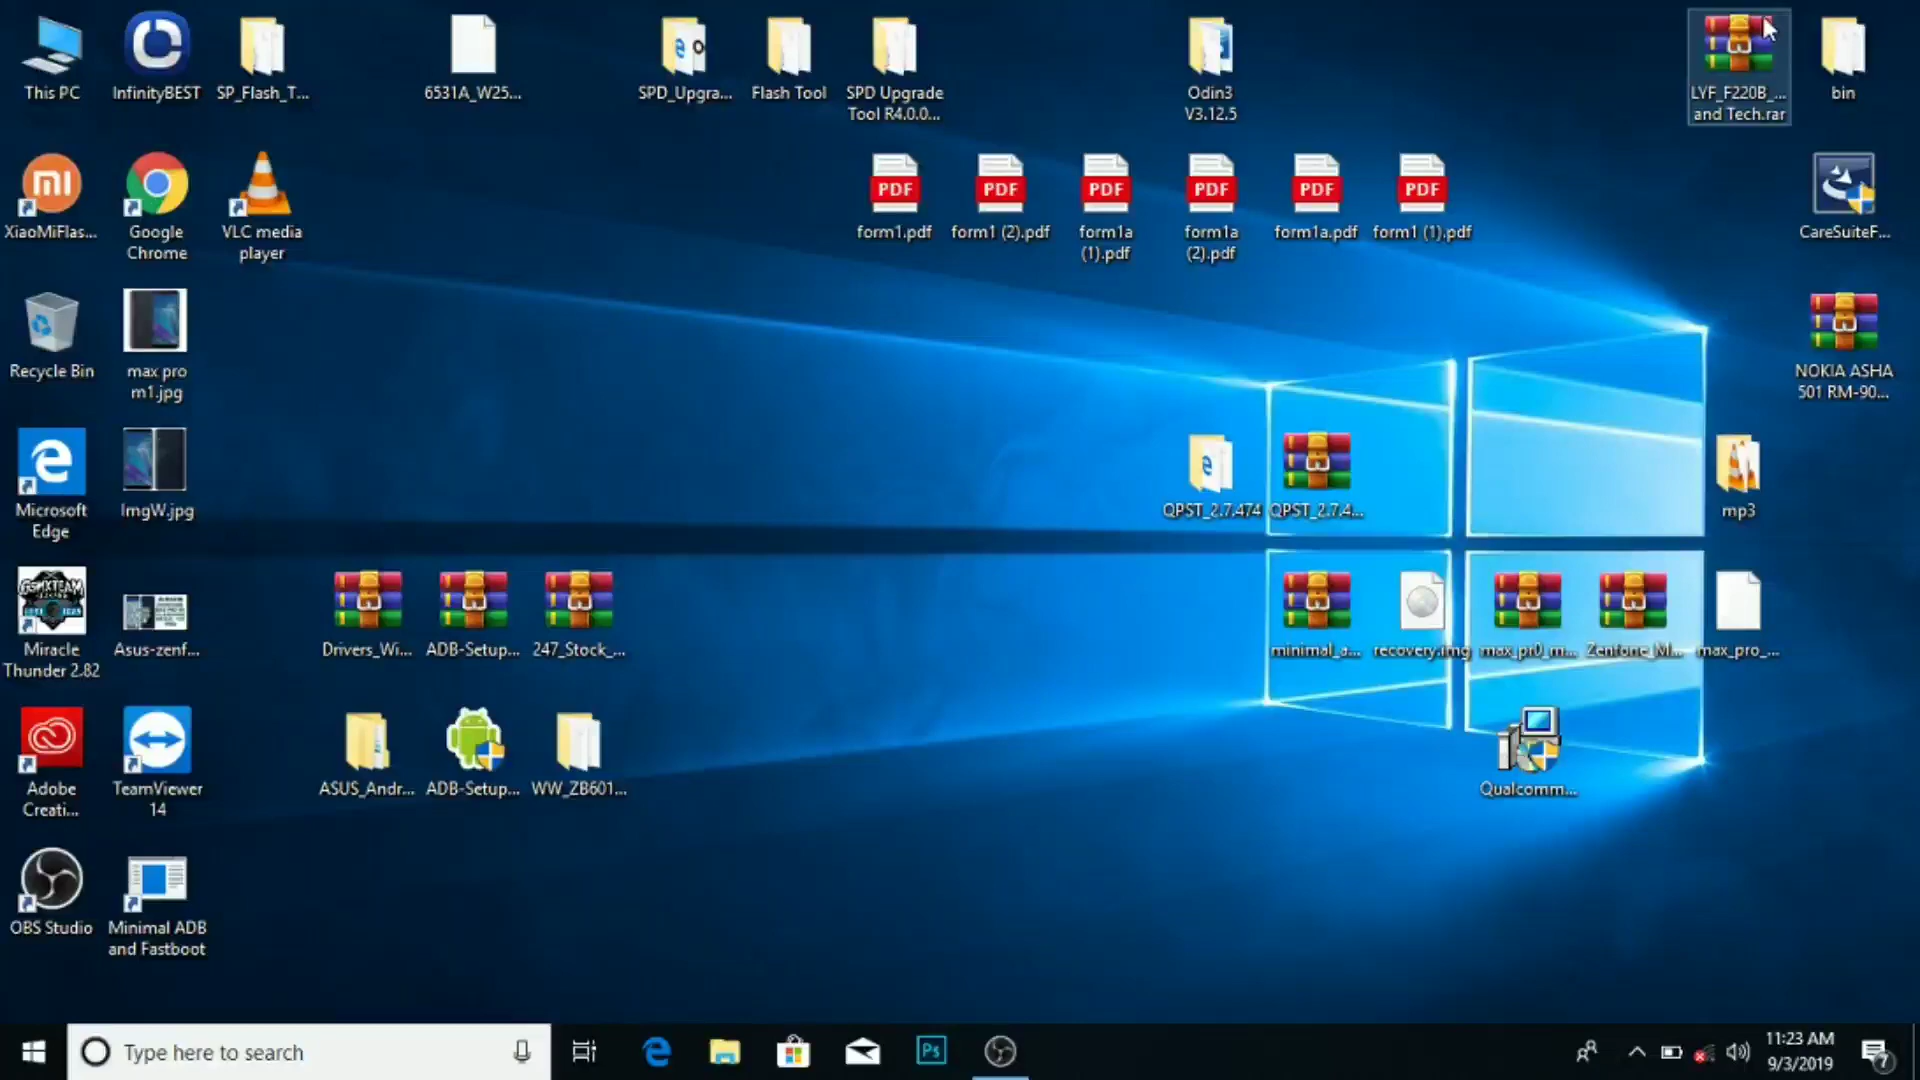 This PC
InfinityBEST
SP_Flash_T...
6531A_W25...
SPD_Upgra...
Flash Tool
SPD Upgrade
Tool R4.0.0...
Odin3
V3.12.5
LYF_F220B_...
and Tech.rar
bin
XiaoMiFlas...
Google
Chrome
VLC media
player
PDF
form1.pdf
PDF
form1 (2).pdf
PDF
form1a
(1).pdf
PDF
form1a
(2).pdf
PDF
form1a.pdf
PDF
form1 (1).pdf
CareSuiteF...
Recycle Bin
max pro
m1.jpg
NOKIA ASHA
501 RM-90...
Microsoft
Edge
ImgW.jpg
QPST_2.7.474
QPST_2.7.4...
mp3
Miracle
Thunder 2.82
Asus-zenf...
Drivers_Wi...
ADB-Setup...
247_Stock_...
minimal_a...
recovery.img
max_pr0_m...
Zenfone_M...
max_pro_...
Adobe
Creati...
TeamViewer
14
ASUS_Andr...
ADB-Setup...
WW_ZB601...
Qualcomm...
OBS Studio
Minimal ADB
and Fastboot
Type here to search
Ps
11:23 AM
9/3/2019
7